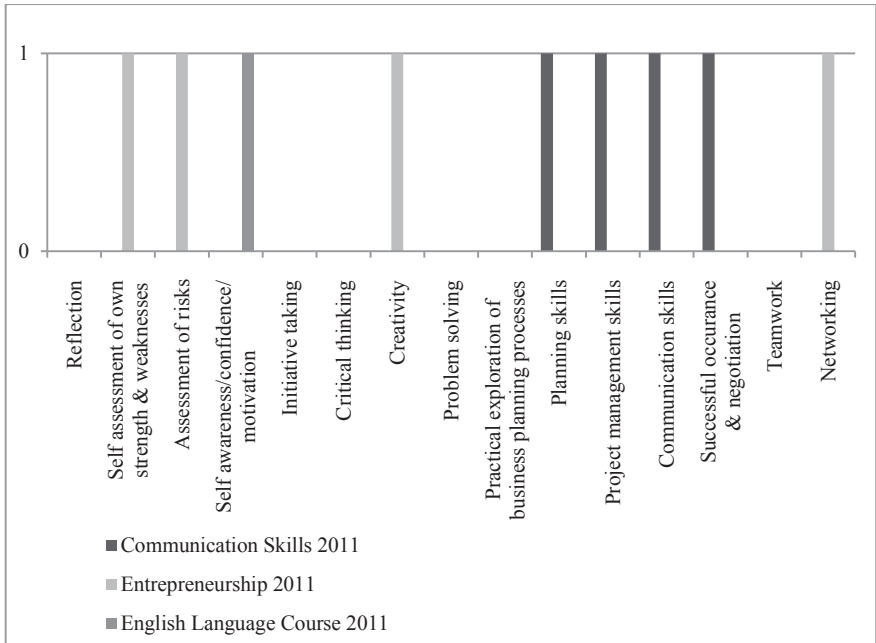 1
0
Reflection
Self assessment of own
strength & weaknesses
Assessment of risks
Self awareness/confidence/
motivation
Initiative taking
Critical thinking
Creativity
Problem solving
Practical exploration of
business planning processes
Planning skills
Project management skills
Communication skills
Successful occurance
& negotiation
Teamwork
Networking
Communication Skills 2011
Entrepreneurship 2011
English Language Course 2011